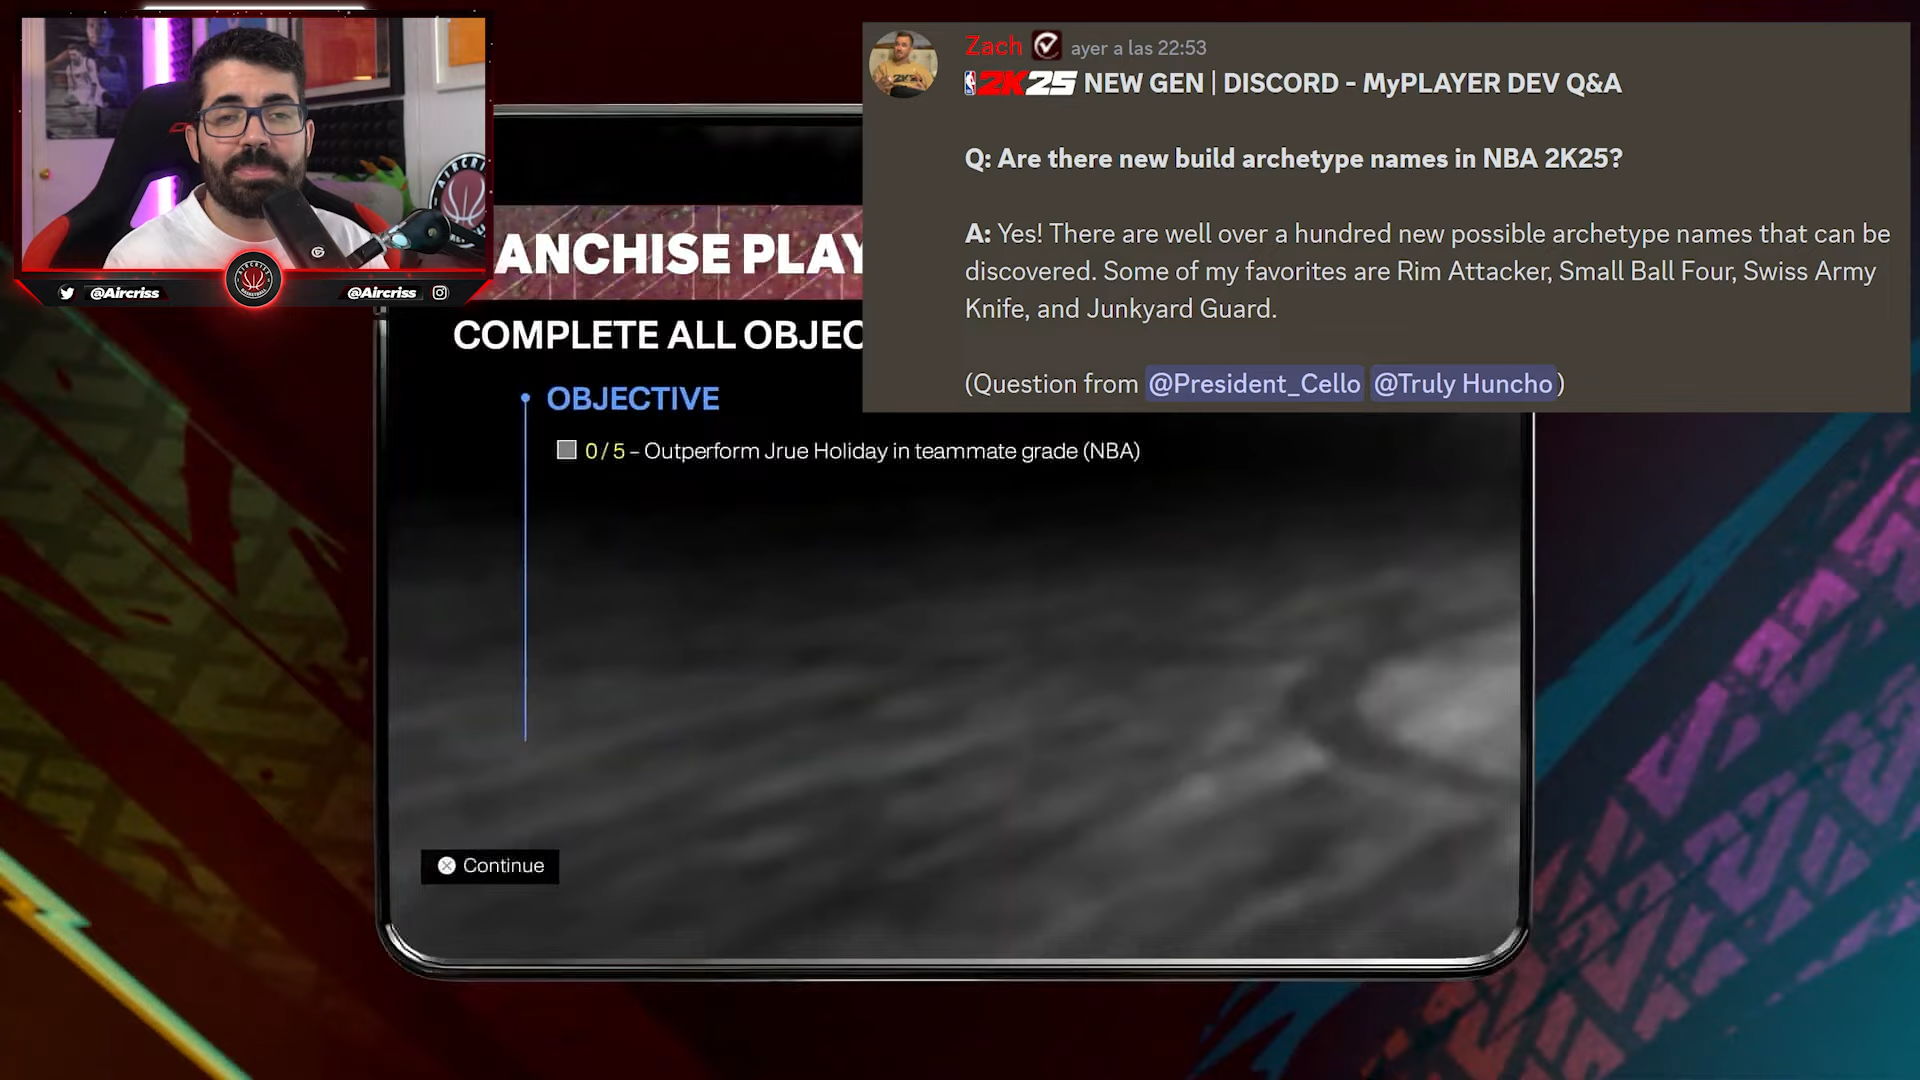 Zach ayer a las 22:53
2K25 NEW GEN | DISCORD - MyPLAYER DEV Q&A
Q: Are there new build archetype names in NBA 2K25?
A: Yes! There are well over a hundred new possible archetype names that can be
discovered. Some of my favorites are Rim Attacker, Small Ball Four, Swiss Army
Knife, and Junkyard Guard.
(Question from @President_Cello @Truly Huncho)
@Aircriss
@Aircriss
AIRCRISS
ANCHISE PLAY
COMPLETE ALL OBJEC
OBJECTIVE
0/5 - Outperform Jrue Holiday in teammate grade (NBA)
Continue